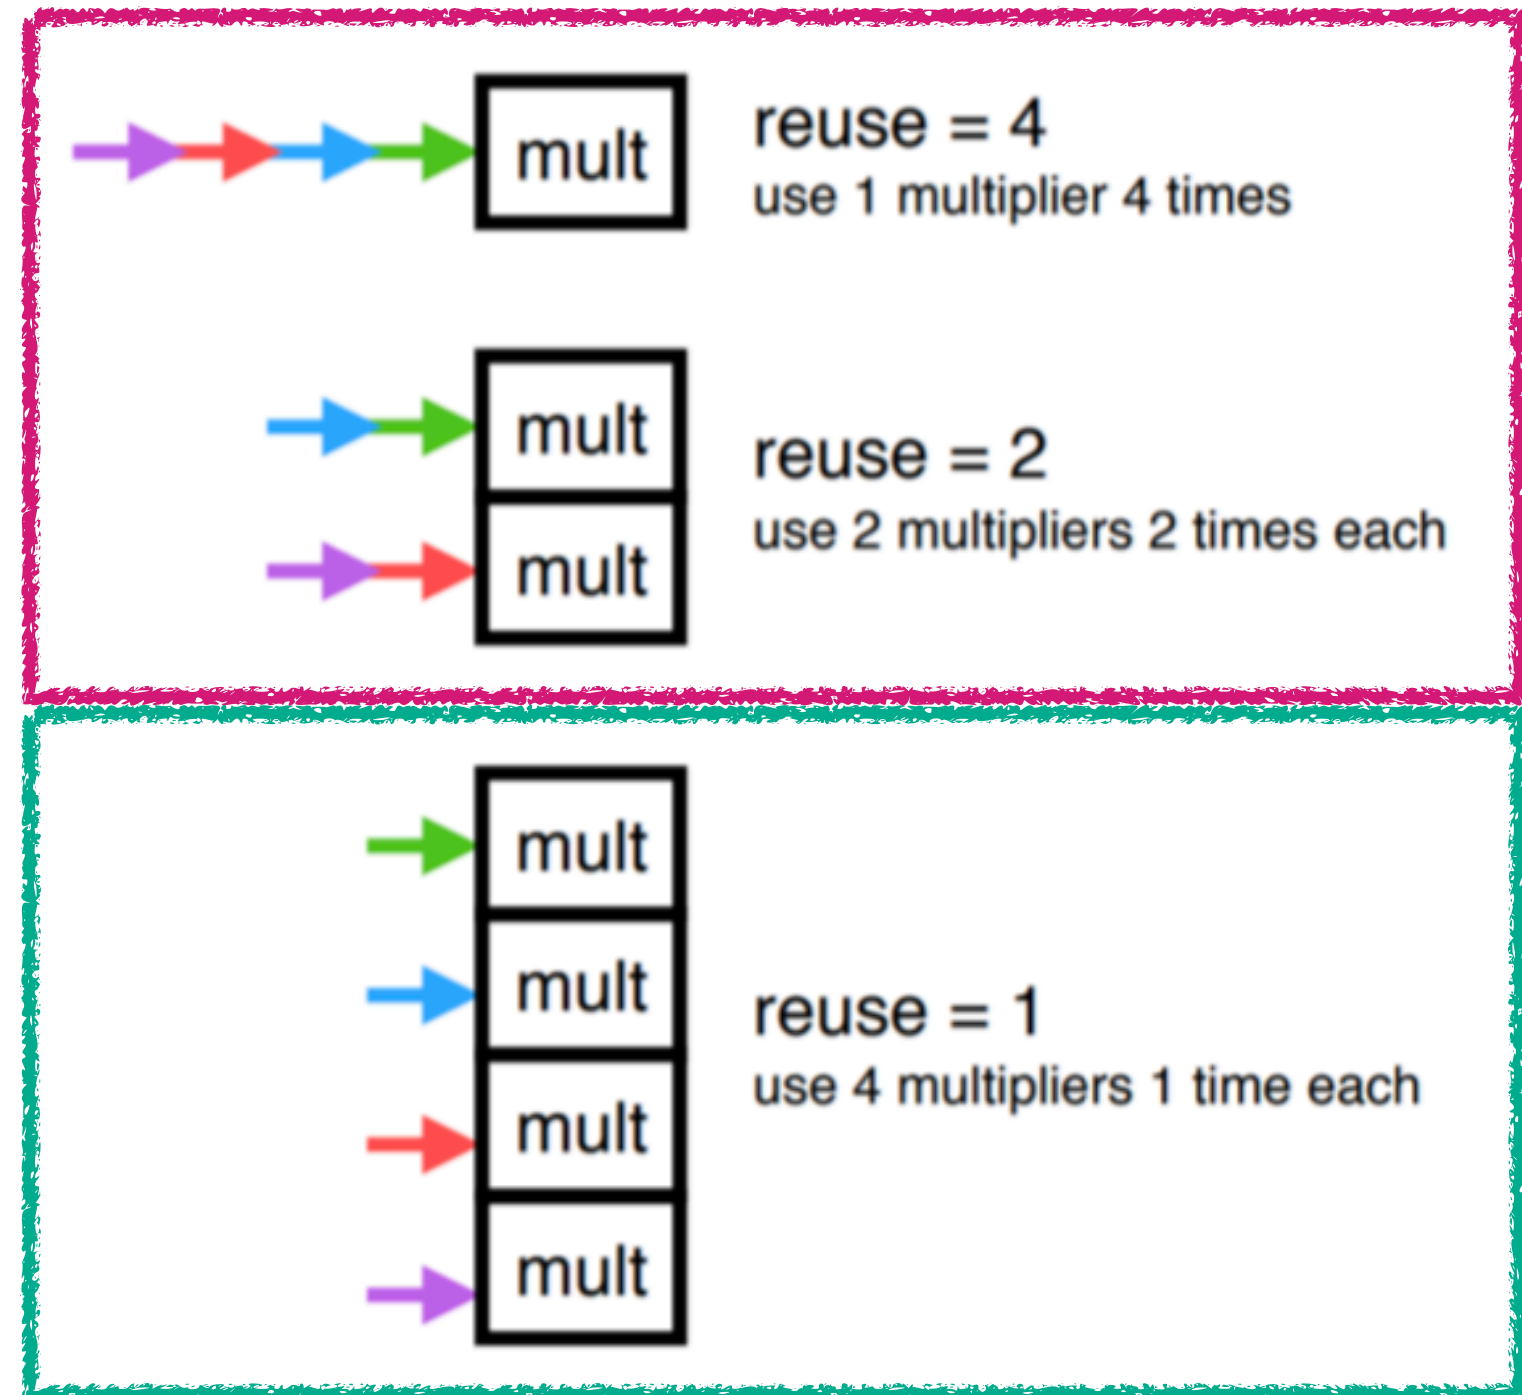 mult
reuse = 4
use 1 multiplier 4 times
mult
mult
reuse = 2
use 2 multipliers 2 times each
mult
mult
mult
mult
reuse = 1
use 4 multipliers 1 time each